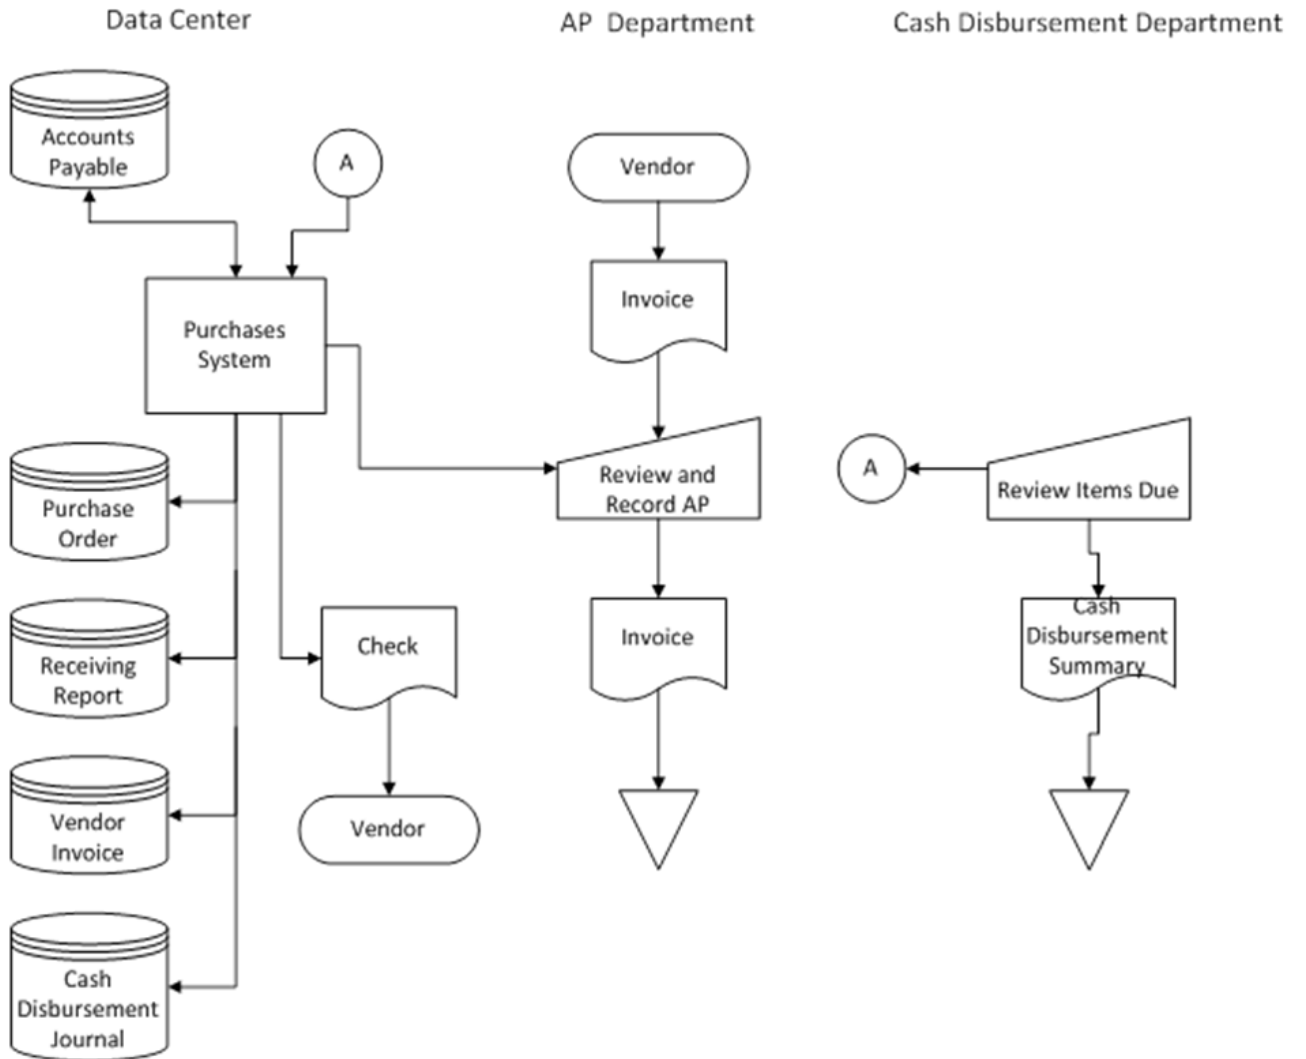 Data Center
AP Department
Cash Disbursement Department
Accounts
Payable
A
Vendor
Invoice
Purchases
System
Review and
Record AP
A
Review Items Due
Purchase
Order
Check
Invoice
Cash
Disbursement
Summary
Receiving
Report
Vendor
Invoice
Vendor
Cash
Disbursement
Journal